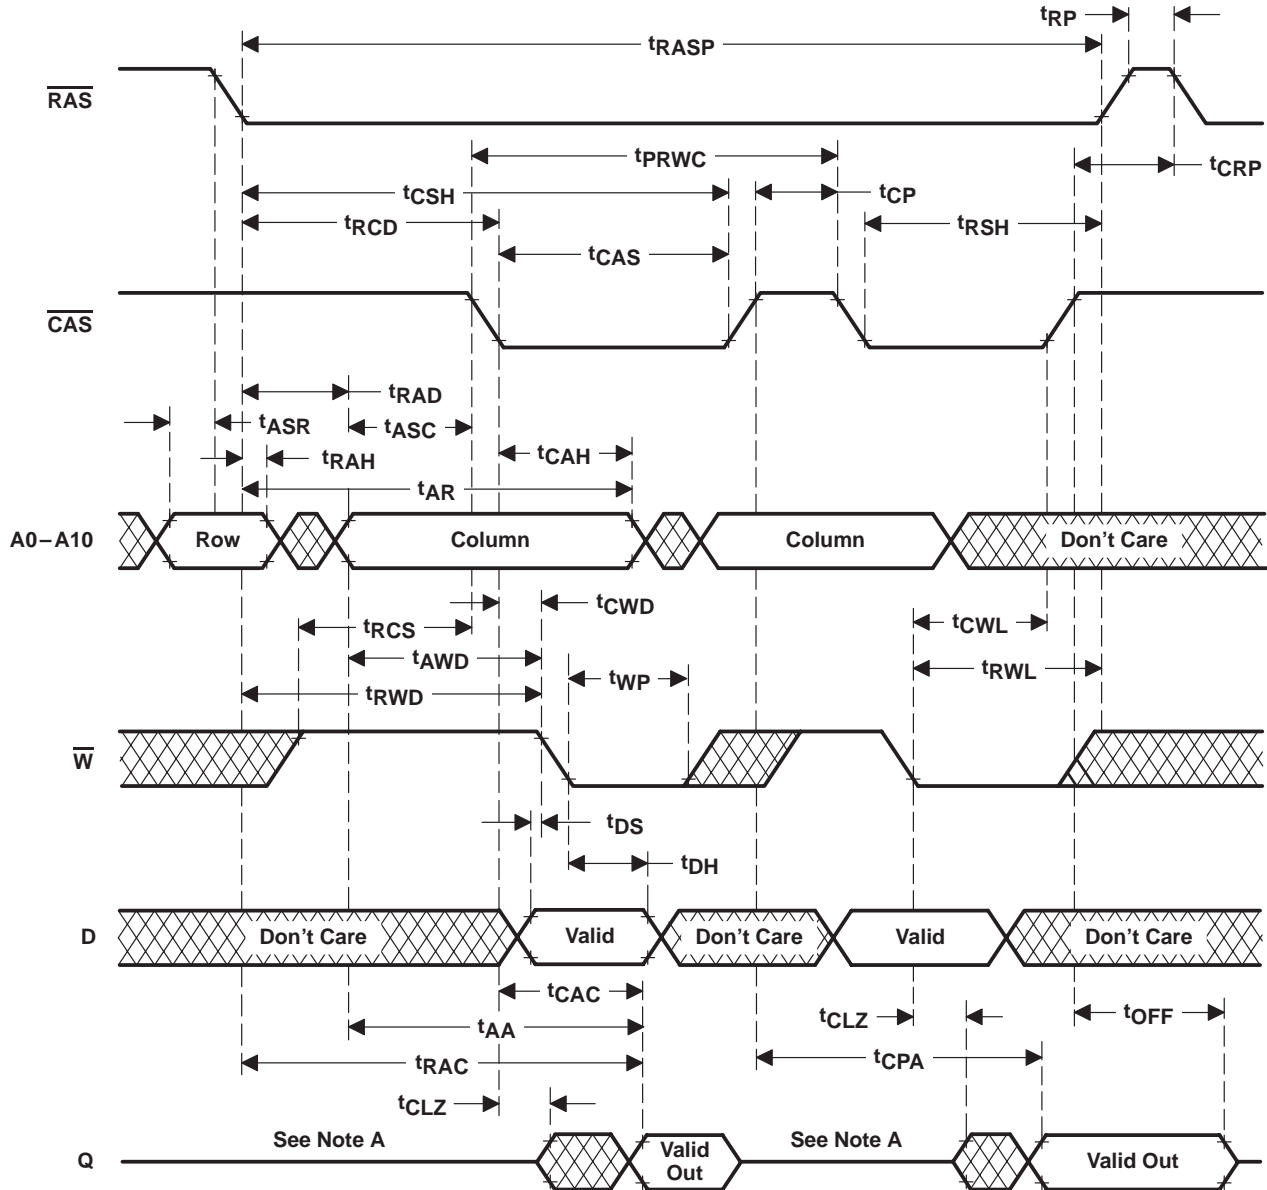 tRP
tRASP
RAS
tPRWC
tCRP
tCSH
tCP
tRCD
tRSH
tCAS
CAS
tRAD
tASR
tASC
tRAH
tCAH
tAR
A0–A10
Row
Column
Column
Don't Care
tCWD
tRCS
tCWL
tAWD
tWP
tRWL
tRWD
W
tDS
tDH
D
Don't Care
Valid
Don't Care
Valid
Don't Care
tCAC
tCLZ
tOFF
tAA
tCPA
tRAC
tCLZ
See Note A
See Note A
Q
Valid
Out
Valid Out